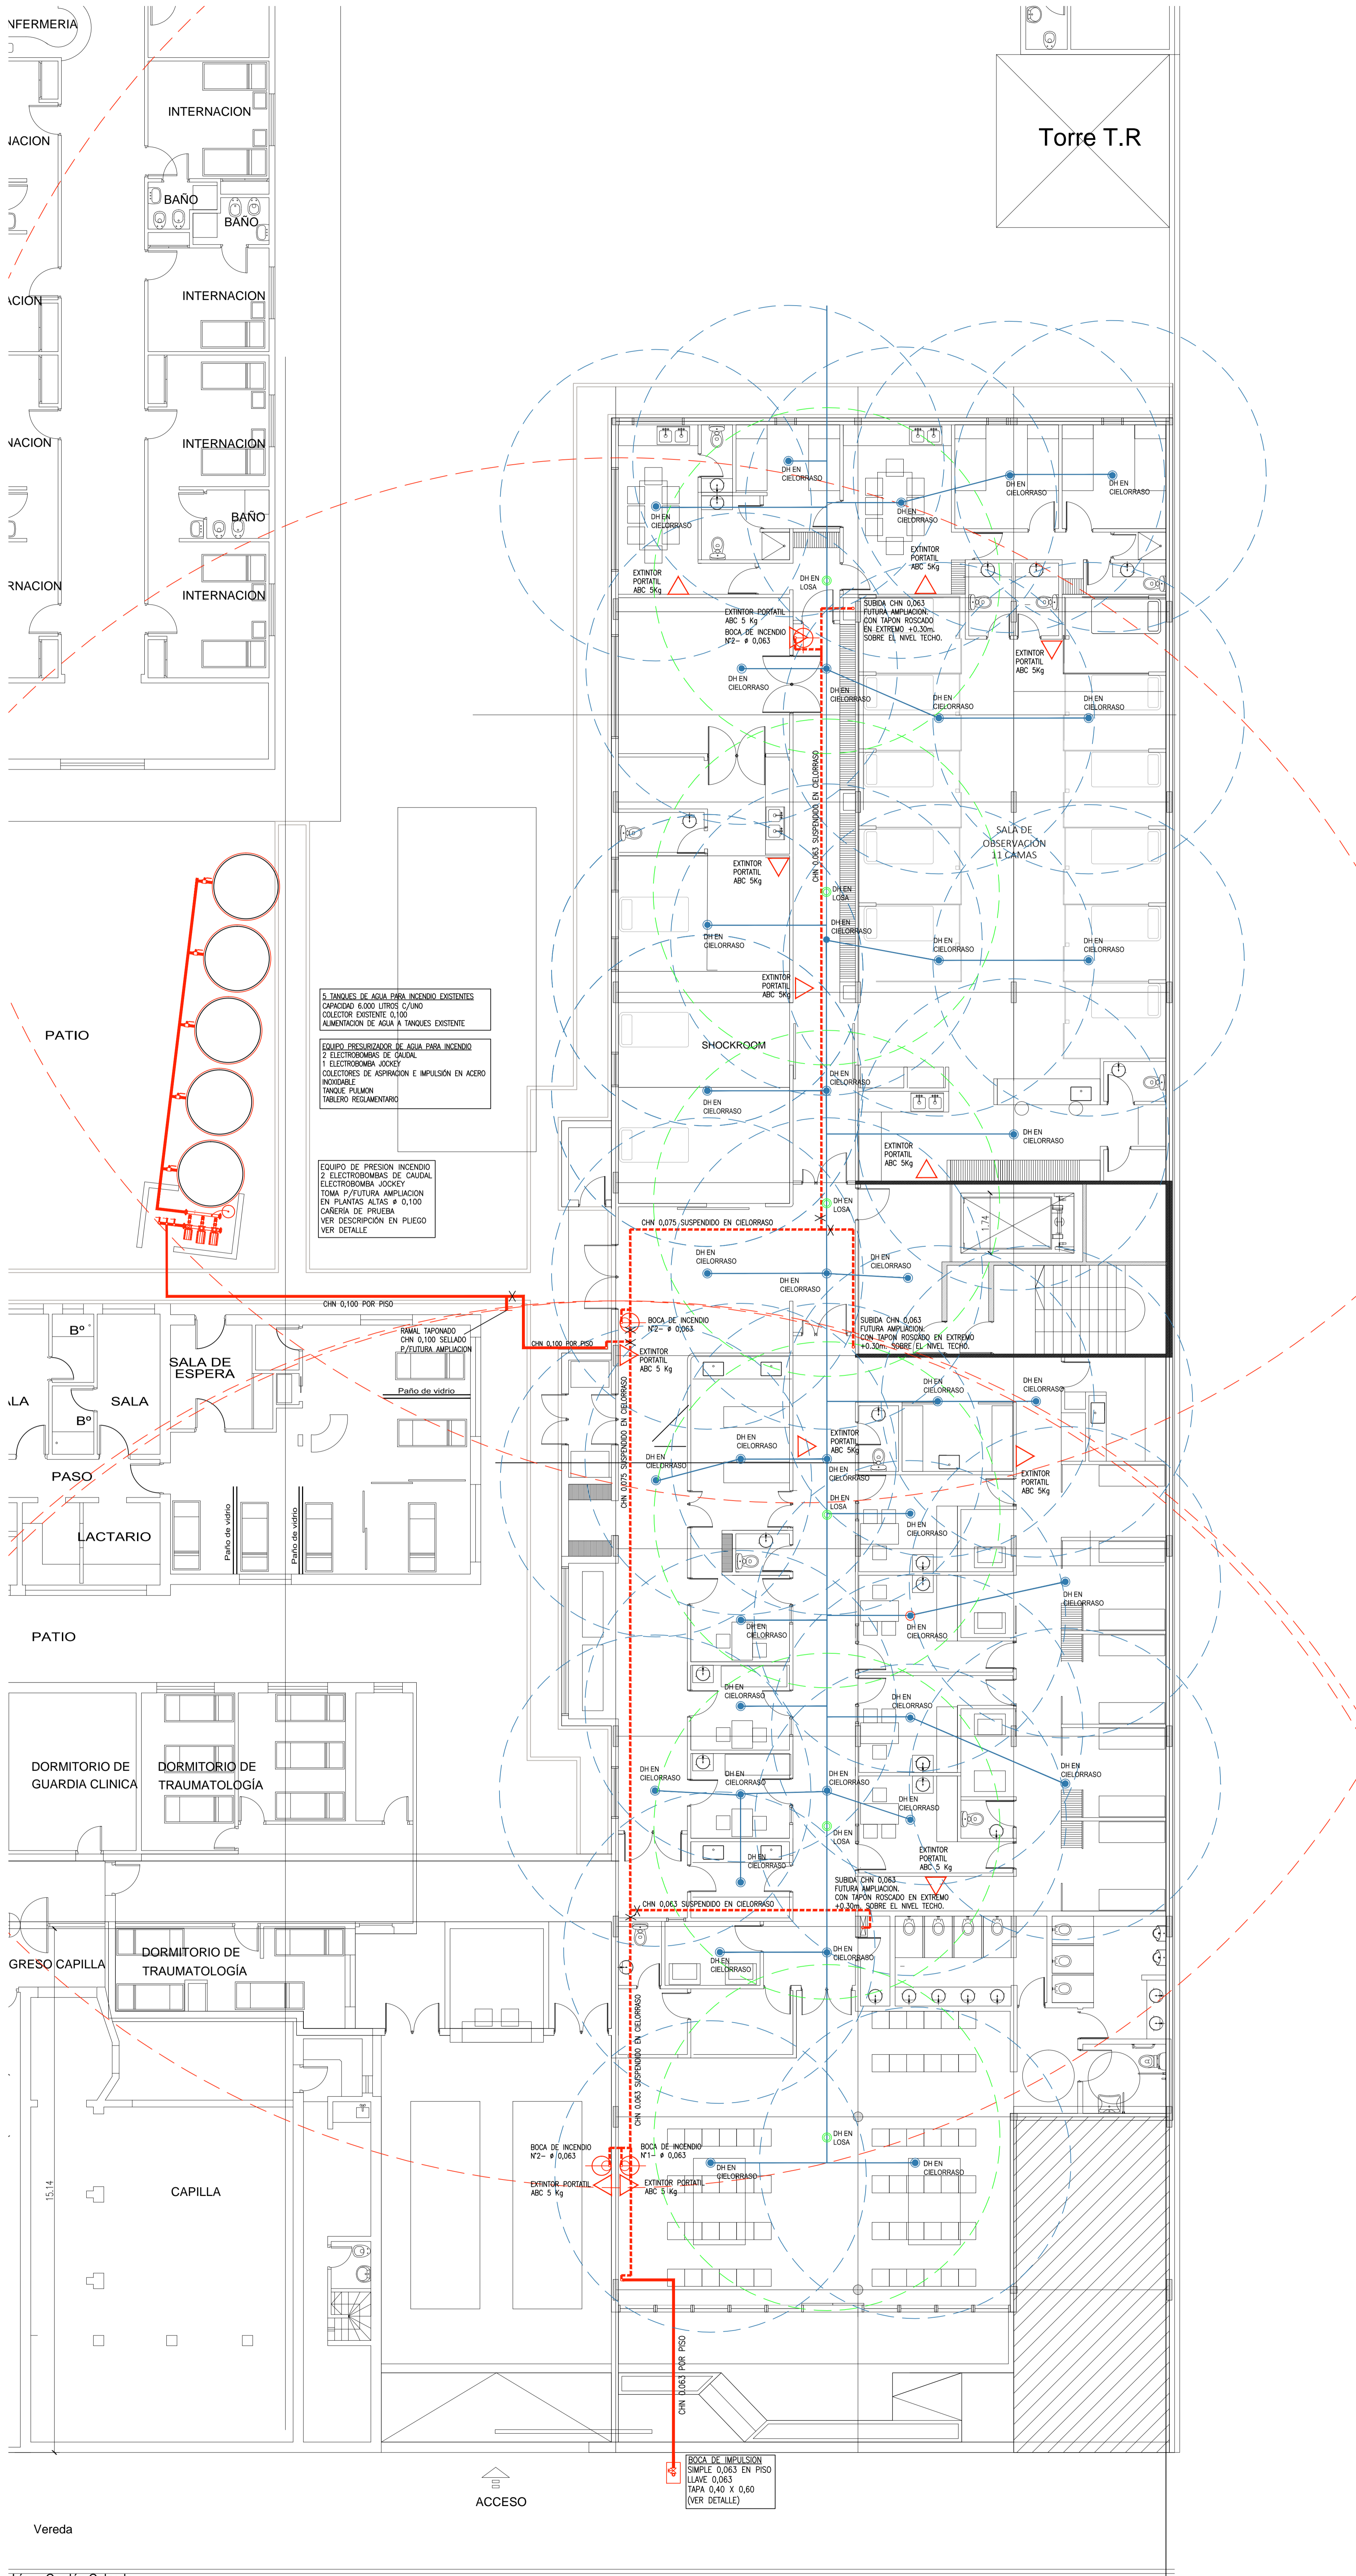 NFERMERIA
INTERNACION
Torre T.R
NACION
BAÑO
BAÑO
INTERNACION
ACION
INTERNACION
NACION
BAÑO
INTERNACION
RNACION
DH EN
CIELORRASO
DH EN
CIELORRASO
DH EN
CIELORRASO
DH EN
CIELORRASO
DH EN
CIELORRASO
EXTINTOR
PORTATIL
ABC 5Kg
EXTINTOR
PORTATIL
ABC 5Kg
DH EN
LOSA
EXTINTOR PORTATIL
ABC 5 Kg
BOCA DE INCENDIO
N°2- ø 0,063
SUBIDA CHN 0,063
FUTURA AMPLIACION.
CON TAPON ROSCADO
EN EXTREMO +0.30m.
SOBRE EL NIVEL TECHO.
EXTINTOR
PORTATIL
ABC 5Kg
DH EN
CIELORRASO
DH EN
CIELORRASO
DH EN
CIELORRASO
DH EN
CIELORRASO
CHN 0,063 SUSPENDIDO EN CIELORRASO
SALA DE
OBSERVACIÓN
11 CAMAS
EXTINTOR
PORTATIL
ABC 5Kg
DH EN
LOSA
DH EN
CIELORRASO
DH EN
CIELORRASO
DH EN
CIELORRASO
DH EN
CIELORRASO
EXTINTOR
PORTATIL
ABC 5Kg
5 TANQUES DE AGUA PARA INCENDIO EXISTENTES
CAPACIDAD 6.000 LITROS C/UNO
COLECTOR EXISTENTE 0,100
ALIMENTACION DE AGUA A TANQUES EXISTENTE
PATIO
EQUIPO PRESURIZADOR DE AGUA PARA INCENDIO
2 ELECTROBOMBAS DE CAUDAL
1 ELECTROBOMBA JOCKEY
COLECTORES DE ASPIRACION E IMPULSIÓN EN ACERO
INOXIDABLE
TANQUE PULMON
TABLERO REGLAMENTARIO
SHOCKROOM
DH EN
CIELORRASO
DH EN
CIELORRASO
DH EN
CIELORRASO
EXTINTOR
PORTATIL
ABC 5Kg
EQUIPO DE PRESION INCENDIO
2 ELECTROBOMBAS DE CAUDAL
ELECTROBOMBA JOCKEY
TOMA P/FUTURA AMPLIACION
EN PLANTAS ALTAS ø 0,100
CAÑERÍA DE PRUEBA
VER DESCRIPCIÓN EN PLIEGO
VER DETALLE
DH EN
LOSA
1.74
CHN 0,075 SUSPENDIDO EN CIELORRASO
DH EN
CIELORRASO
DH EN
CIELORRASO
DH EN
CIELORRASO
CHN 0,100 POR PISO
RAMAL TAPONADO
CHN 0,100 SELLADO
P/FUTURA AMPLIACION
CHN 0,100 POR PISO
BOCA DE INCENDIO
N°2- ø 0,063
EXTINTOR
PORTATIL
ABC 5 Kg
SUBIDA CHN 0,063
FUTURA AMPLIACION.
CON TAPON ROSCADO EN EXTREMO
+0.30m. SOBRE EL NIVEL TECHO.
Bº
SALA DE
ESPERA
ALA
SALA
Bº
Paño de vidrio
CHN 0,075 SUSPENDIDO EN CIELORRASO
DH EN
CIELORRASO
DH EN
CIELORRASO
DH EN
CIELORRASO
DH EN
CIELORRASO
EXTINTOR
PORTATIL
ABC 5Kg
DH EN
CIELORRASO
EXTINTOR
PORTATIL
ABC 5Kg
PASO
DH EN
LOSA
DH EN
CIELORRASO
LACTARIO
Paño de vidrio
Paño de vidrio
DH EN
CIELORRASO
DH EN
CIELORRASO
DH EN
CIELORRASO
PATIO
DH EN
CIELORRASO
DH EN
CIELORRASO
DORMITORIO DE
GUARDIA CLINICA
DORMITORIO DE
TRAUMATOLOGÍA
DH EN
CIELORRASO
DH EN
CIELORRASO
DH EN
CIELORRASO
DH EN
CIELORRASO
DH EN
CIELORRASO
DH EN
LOSA
DH EN
CIELORRASO
EXTINTOR
PORTATIL
ABC 5 Kg
SUBIDA CHN 0,063
FUTURA AMPLIACION.
CON TAPON ROSCADO EN EXTREMO
+0.30m. SOBRE EL NIVEL TECHO.
CHN 0,063 SUSPENDIDO EN CIELORRASO
DH EN
CIELORRASO
DH EN
CIELORRASO
GRESO CAPILLA
DORMITORIO DE
TRAUMATOLOGÍA
CHN 0.063 SUSPENDIDO EN CIELORRASO
BOCA DE INCENDIO
N°2- ø 0,063
BOCA DE INCENDIO
N°1- ø 0,063
EXTINTOR PORTATIL
ABC 5 Kg
EXTINTOR PORTATIL
ABC 5 Kg
DH EN
LOSA
DH EN
CIELORRASO
DH EN
CIELORRASO
15.14
CAPILLA
CHN 0.063 POR PISO
BOCA DE IMPULSION
SIMPLE 0,063 EN PISO
LLAVE 0,063
TAPA 0,40 X 0,60
(VER DETALLE)
ACCESO
Vereda